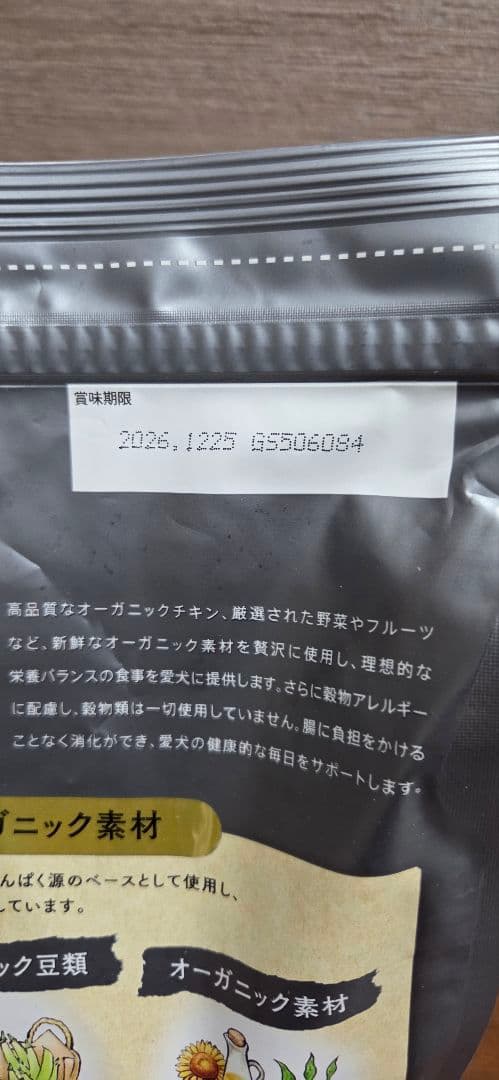 賞味期限
2026.1225 GS506084
高品質なオーガニックチキン、厳選された野菜やフルーツ
など、新鮮なオーガニック素材を贅沢に使用し、理想的な
栄養バランスの食事を愛犬に提供します。さらに穀物アレルギー
に配慮し、穀物類は一切使用していません。腸に負担をかける
ことなく消化ができ、愛犬の健康的な毎日をサポートします。
ガニック素材
んぱく源のベースとして使用し、
しています。
ック豆類
オーガニック素材